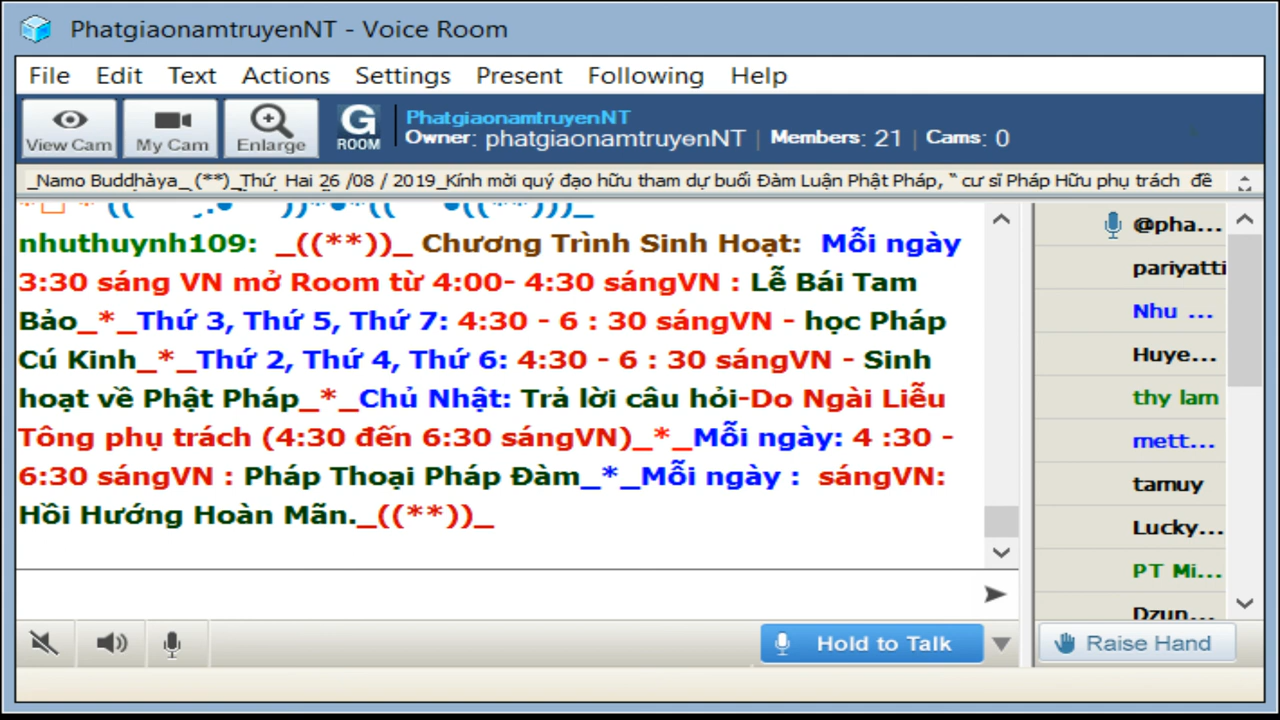 PhatgiaonamtruyenNT - Voice Room
File Edit Text Actions Settings Present Following Help
View Cam My Cam Enlarge G ROOM
PhatgiaonamtruyenNT
Owner: phatgiaonamtruyenNT | Members: 21 | Cams: 0
_Namo Buddhàya_ (**)_Thứ Hai 26 /08 / 2019_Kính mời quý đạo hữu tham dự buổi Đàm Luận Phật Pháp, “ cư sĩ Pháp Hữu phụ trách đề
nhuthuynh109: _((**))_ Chương Trình Sinh Hoạt: Mỗi ngày
3:30 sáng VN mở Room từ 4:00- 4:30 sángVN : Lễ Bái Tam
Bảo_*_Thứ 3, Thứ 5, Thứ 7: 4:30 - 6 : 30 sángVN - học Pháp
Cú Kinh_*_Thứ 2, Thứ 4, Thứ 6: 4:30 - 6 : 30 sángVN - Sinh
hoạt về Phật Pháp_*_Chủ Nhật: Trả lời câu hỏi-Do Ngài Liễu
Tông phụ trách (4:30 đến 6:30 sángVN)_*_Mỗi ngày: 4 :30 -
6:30 sángVN : Pháp Thoại Pháp Đàm_*_Mỗi ngày : sángVN:
Hồi Hướng Hoàn Mãn._((**))_
@pha...
pariyatti
Nhu ...
Huye...
thy lam
mett...
tamuy
Lucky...
PT Mi...
Dzun...
Hold to Talk
Raise Hand